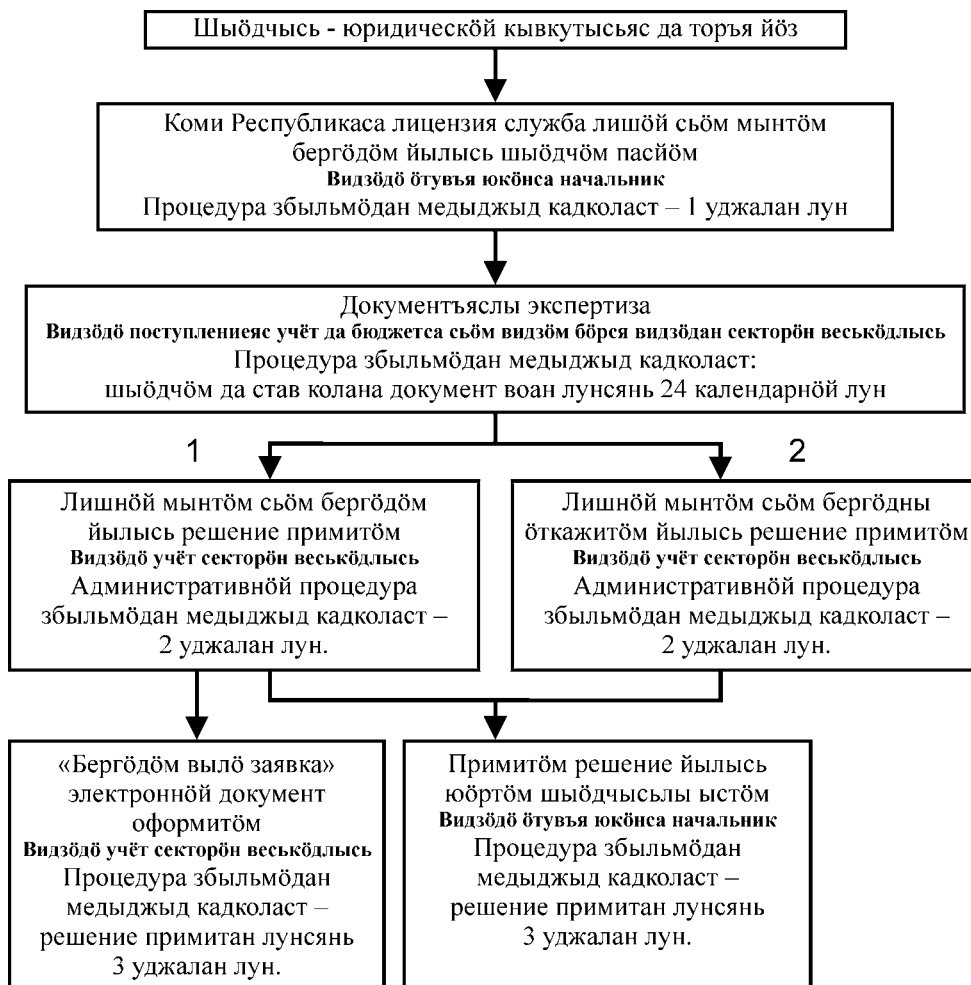 Шыӧдчысь - юридическӧй кывкутысьяс да торъя йӧз
Коми Республикаса лицензия служба лишӧй сьӧм мынтӧм
бергӧдӧм йылысь шыӧдчӧм пасйӧм
Видзӧдӧ ӧтувъя юкӧнса начальник
Процедура збыльмӧдан медыджыд кадколаст – 1 уджалан лун
Документъяслы экспертиза
Видзӧдӧ поступлениеяс учёт да бюджетса сьӧм видзӧм бӧрся видзӧдан секторӧн веськӧдлысь
Процедура збыльмӧдан медыджыд кадколаст:
шыӧдчӧм да став колана документ воан лунсянь 24 календарнӧй лун
1
2
Лишнӧй мынтӧм сьӧм бергӧдӧм
йылысь решение примитӧм
Видзӧдӧ учёт секторӧн веськӧдлысь
Административнӧй процедура
збыльмӧдан медыджыд кадколаст –
2 уджалан лун.
Лишнӧй мынтӧм сьӧм бергӧдны
ӧткажитӧм йылысь решение примитӧм
Видзӧдӧ учёт секторӧн веськӧдлысь
Административнӧй процедура
збыльмӧдан медыджыд кадколаст –
2 уджалан лун.
«Бергӧдӧм вылӧ заявка»
электроннӧй документ
оформитӧм
Видзӧдӧ учёт секторӧн веськӧдлысь
Процедура збыльмӧдан
медыджыд кадколаст –
решение примитан лунсянь
3 уджалан лун.
Примитӧм решение йылысь
юӧртӧм шыӧдчысьлы ыстӧм
Видзӧдӧ ӧтувъя юкӧнса начальник
Процедура збыльмӧдан
медыджыд кадколаст –
решение примитан лунсянь
3 уджалан лун.